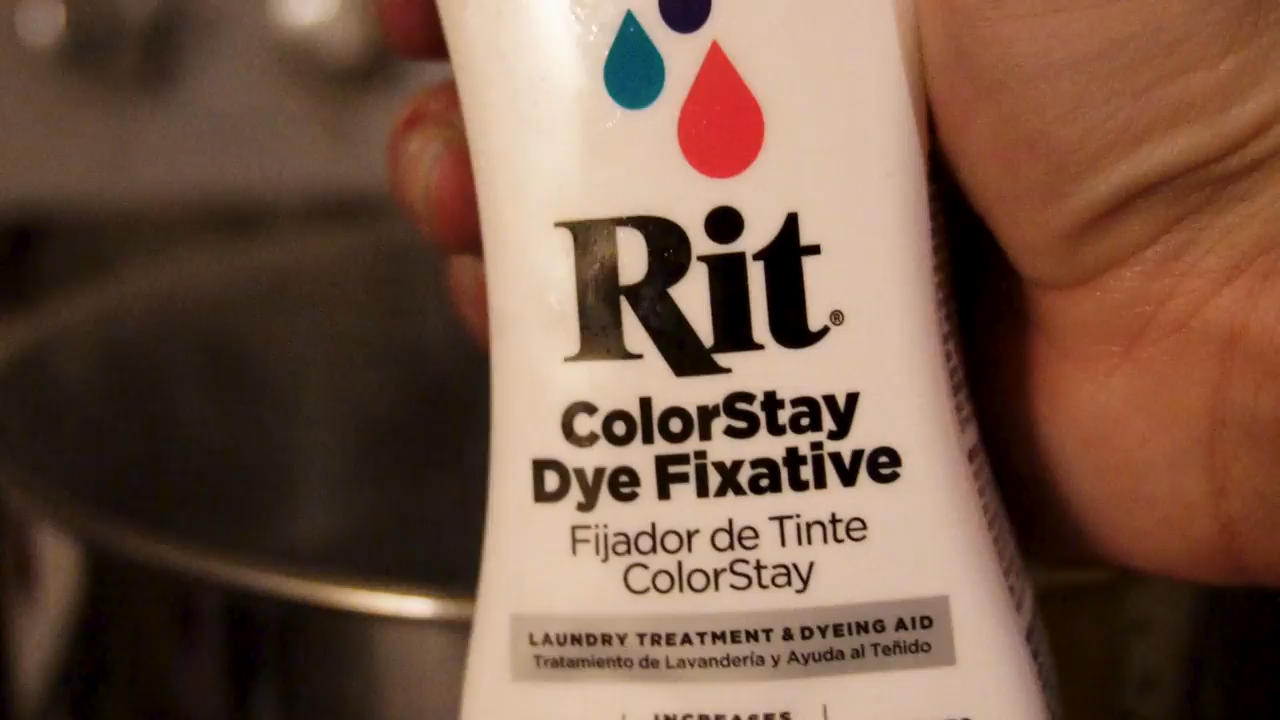 Rit®
ColorStay
Dye Fixative
Fijador de Tinte
ColorStay
LAUNDRY TREATMENT & DYEING AID
Tratamiento de Lavandería y Ayuda al Teñido
INCREASES